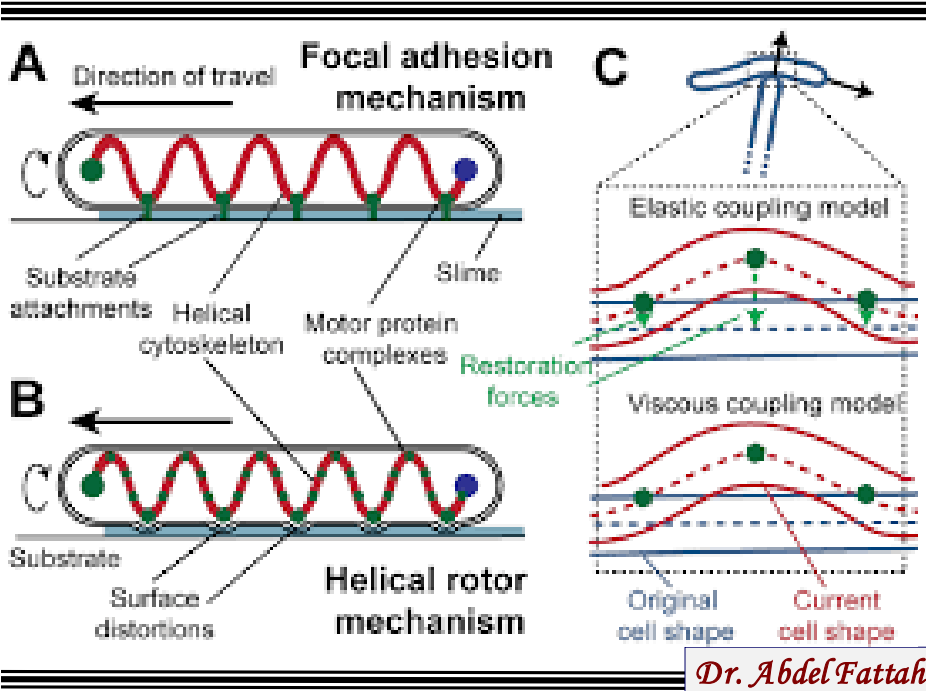 A
Focal adhesion
mechanism
Direction of travel
Substrate
attachments
Helical
cytoskeleton
Motor protein
complexes
Slime
B
Substrate
Surface
distortions
Helical rotor
mechanism
C
Elastic coupling model
Restoration
forces
Viscous coupling model
Original
cell shape
Current
cell shape
Dr. Abdel Fattah